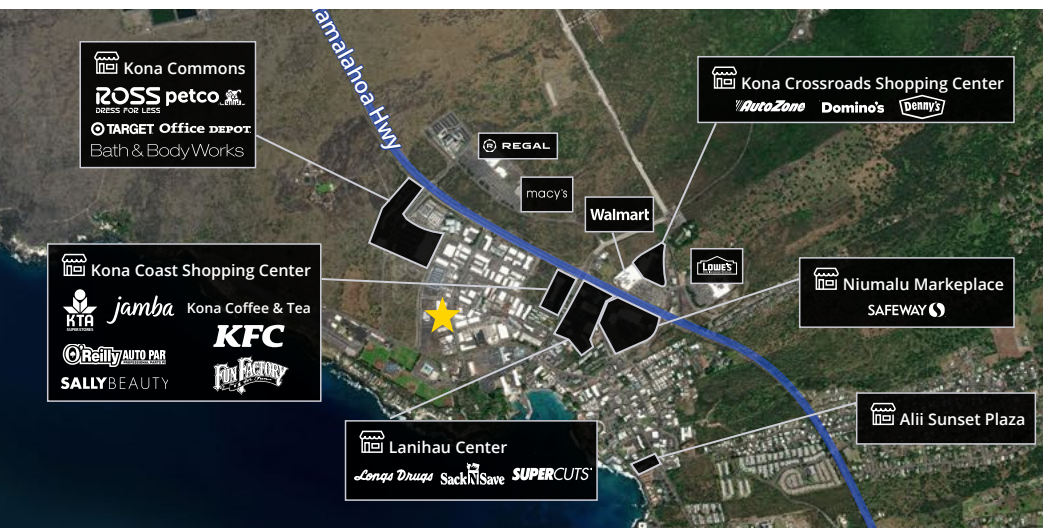 amalahoa Hwy
Kona Commons
ROSS petco
DRESS FOR LESS
TARGET Office DEPOT
Bath & Body Works
REGAL
macy's
Walmart
Kona Crossroads Shopping Center
AutoZone Domino's Denny's
LOWE'S
Kona Coast Shopping Center
KTA jamba Kona Coffee & Tea
SUPER STORES
KFC
O'Reilly AUTO PAR
SALLYBEAUTY
FUN FACTORY
Niumalu Markeplace
SAFEWAY
Alii Sunset Plaza
Lanihau Center
Longs Drugs Sack N Save SUPERCUTS